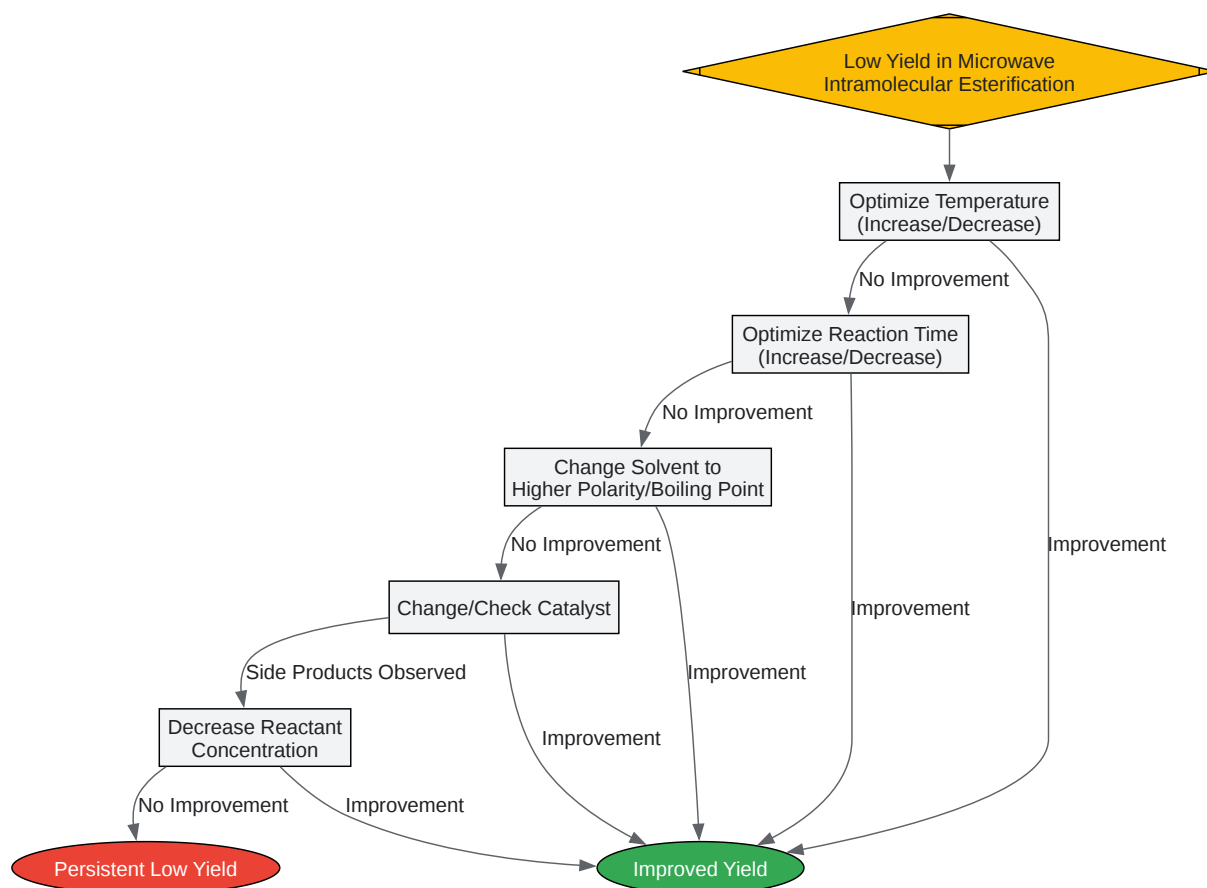 Low Yield in Microwave
Intramolecular Esterification
Optimize Temperature
(Increase/Decrease)
No Improvement
Optimize Reaction Time
(Increase/Decrease)
No Improvement
Change Solvent to
Higher Polarity/Boiling Point
No Improvement
Improvement
Change/Check Catalyst
Improvement
Side Products Observed
Improvement
Decrease Reactant
Concentration
Improvement
No Improvement
Improvement
Persistent Low Yield
Improved Yield